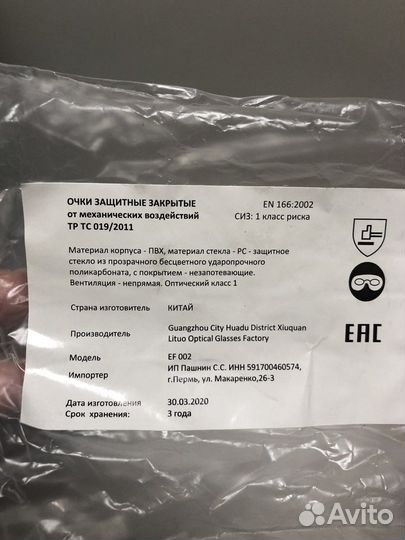 ОЧКИ ЗАЩИТНЫЕ ЗАКРЫТЫЕ EN 166:2002
от механических воздействий СИЗ: 1 класс риска
ТР ТС 019/2011
Материал корпуса - ПВХ, материал стекла - PC - защитное
стекло из прозрачного бесцветного ударопрочного
поликарбоната, с покрытием - незапотевающие.
Вентиляция - непрямая. Оптический класс 1
Страна изготовитель КИТАЙ
Производитель Guangzhou City Huadu District Xiuquan
Lituo Optical Glasses Factory
Модель EF 002
Импортер ИП Пашнин С.С. ИНН 591700460574,
г.Пермь, ул. Макаренко,26-3
Дата изготовления 30.03.2020
Срок хранения: 3 года
EAC
Avito